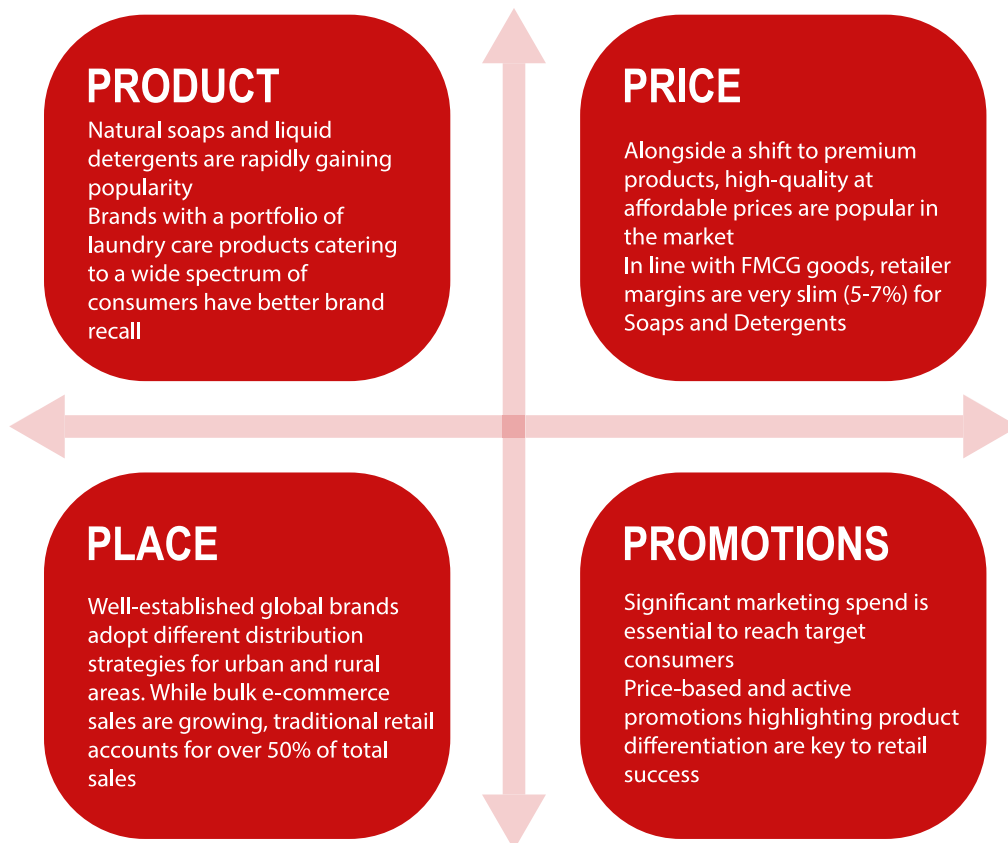 PRODUCT
Natural soaps and liquid
detergents are rapidly gaining
popularity
Brands with a portfolio of
laundry care products catering
to a wide spectrum of
consumers have better brand
recall
PRICE
Alongside a shift to premium
products, high-quality at
affordable prices are popular in
the market
In line with FMCG goods, retailer
margins are very slim (5-7%) for
Soaps and Detergents
PLACE
Well-established global brands
adopt different distribution
strategies for urban and rural
areas. While bulk e-commerce
sales are growing, traditional retail
accounts for over 50% of total
sales
PROMOTIONS
Significant marketing spend is
essential to reach target
consumers
Price-based and active
promotions highlighting product
differentiation are key to retail
success